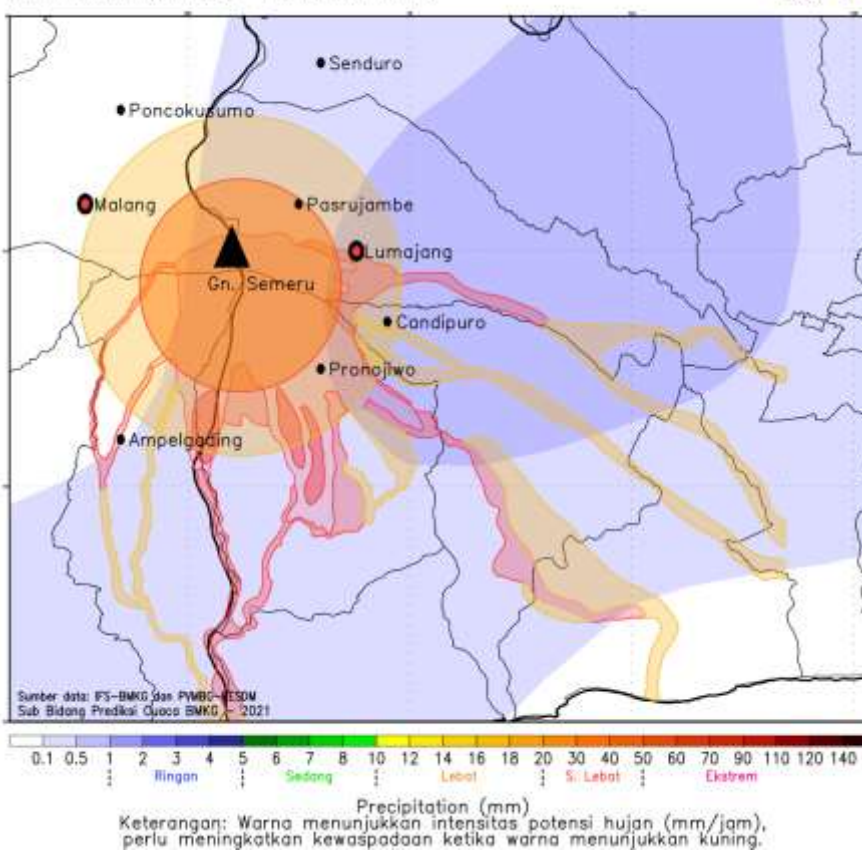 Senduro
Poncokusumo
Malang
Pasrujambe
Lumajang
Gn. Semeru
Candipuro
Pronojiwo
Ampelgading
Sumber data: IFS-BMKG dan PVMBG-KESDM
Sub Bidang Prediksi Cuaca BMKG - 2021
0.1 0.5 1 2 3 4 5 6 7 8 10 12 14 16 18 20 30 40 50 60 70 90 110 120 140
Ringan Sedang Lebat S. Lebat Ekstrem
Precipitation (mm)
Keterangan: Warna menunjukkan intensitas potensi hujan (mm/jam),
perlu meningkatkan kewaspadaan ketika warna menunjukkan kuning.